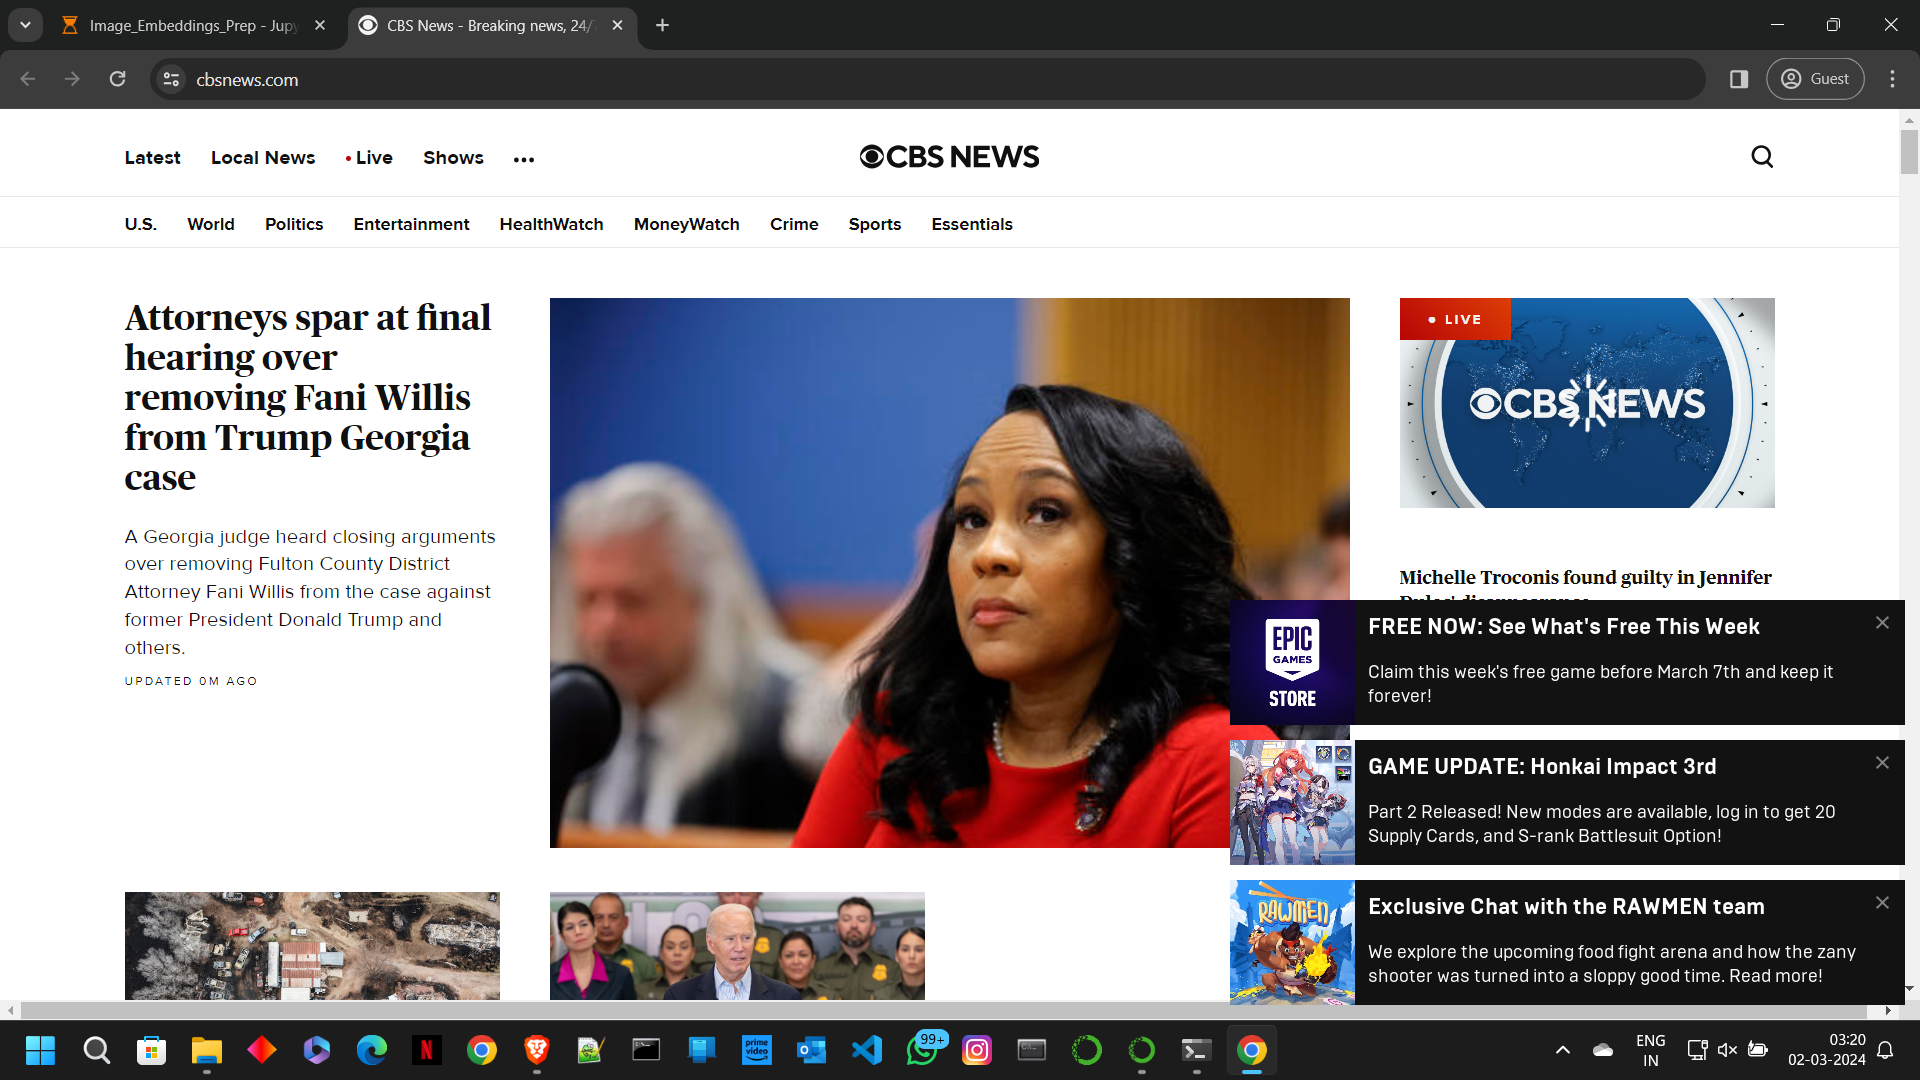 Image_Embeddings_Prep - Jup
CBS News - Breaking news, 24/
cbsnews.com
Guest
Latest
Local News
Live
Shows
CBS NEWS
U.S.
World
Politics
Entertainment
HealthWatch
MoneyWatch
Crime
Sports
Essentials
Attorneys spar at final
hearing over
removing Fani Willis
from Trump Georgia
case
A Georgia judge heard closing arguments
over removing Fulton County District
Attorney Fani Willis from the case against
former President Donald Trump and
others.
UPDATED 0M AGO
LIVE
CBS NEWS
Michelle Troconis found guilty in Jennifer
EPIC
GAMES
STORE
FREE NOW: See What's Free This Week
Claim this week's free game before March 7th and keep it
forever!
GAME UPDATE: Honkai Impact 3rd
Part 2 Released! New modes are available, log in to get 20
Supply Cards, and S-rank Battlesuit Option!
RAWMEN
Exclusive Chat with the RAWMEN team
We explore the upcoming food fight arena and how the zany
shooter was turned into a sloppy good time. Read more!
N
prime
video
99+
ENG
IN
03:20
02-03-2024